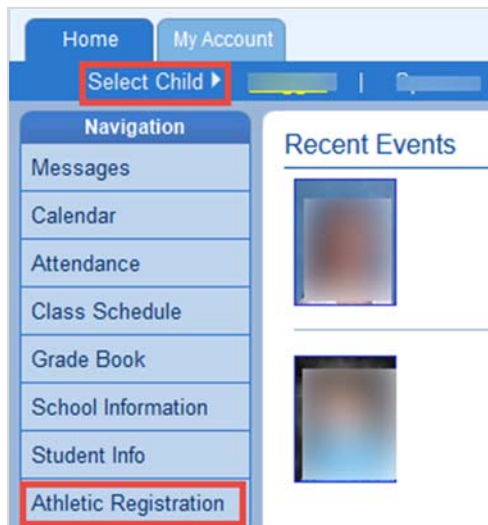 Home My Account
Select Child ▶ |
Navigation
Recent Events
Messages
Calendar
Attendance
Class Schedule
Grade Book
School Information
Student Info
Athletic Registration